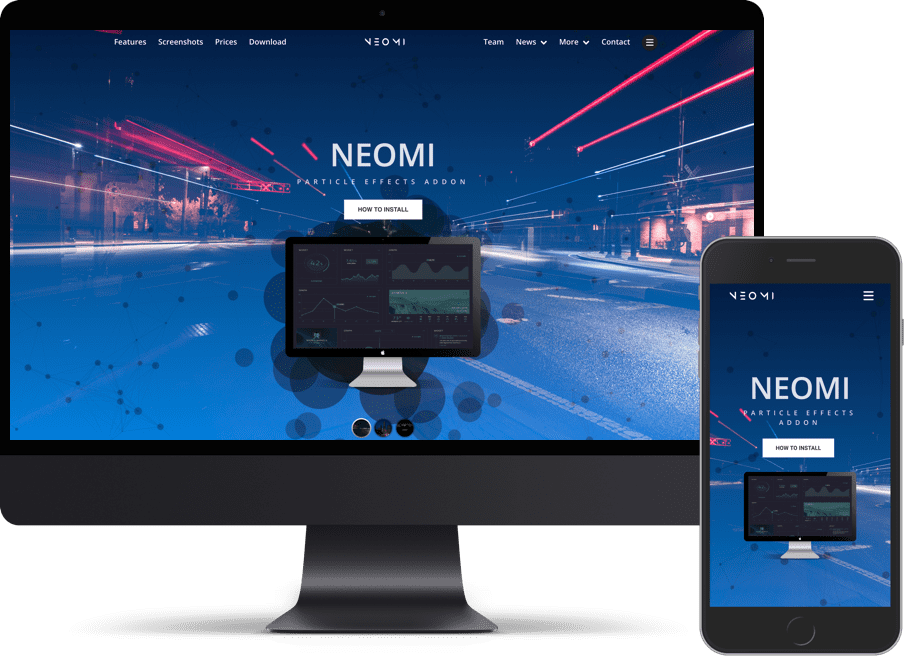 Features Screenshots Prices Download NEOMI Team News More Contact
NEOMI
PARTICLE EFFECTS ADDON
HOW TO INSTALL
NEOMI
NEOMI
PARTICLE EFFECTS
ADDON
HOW TO INSTALL